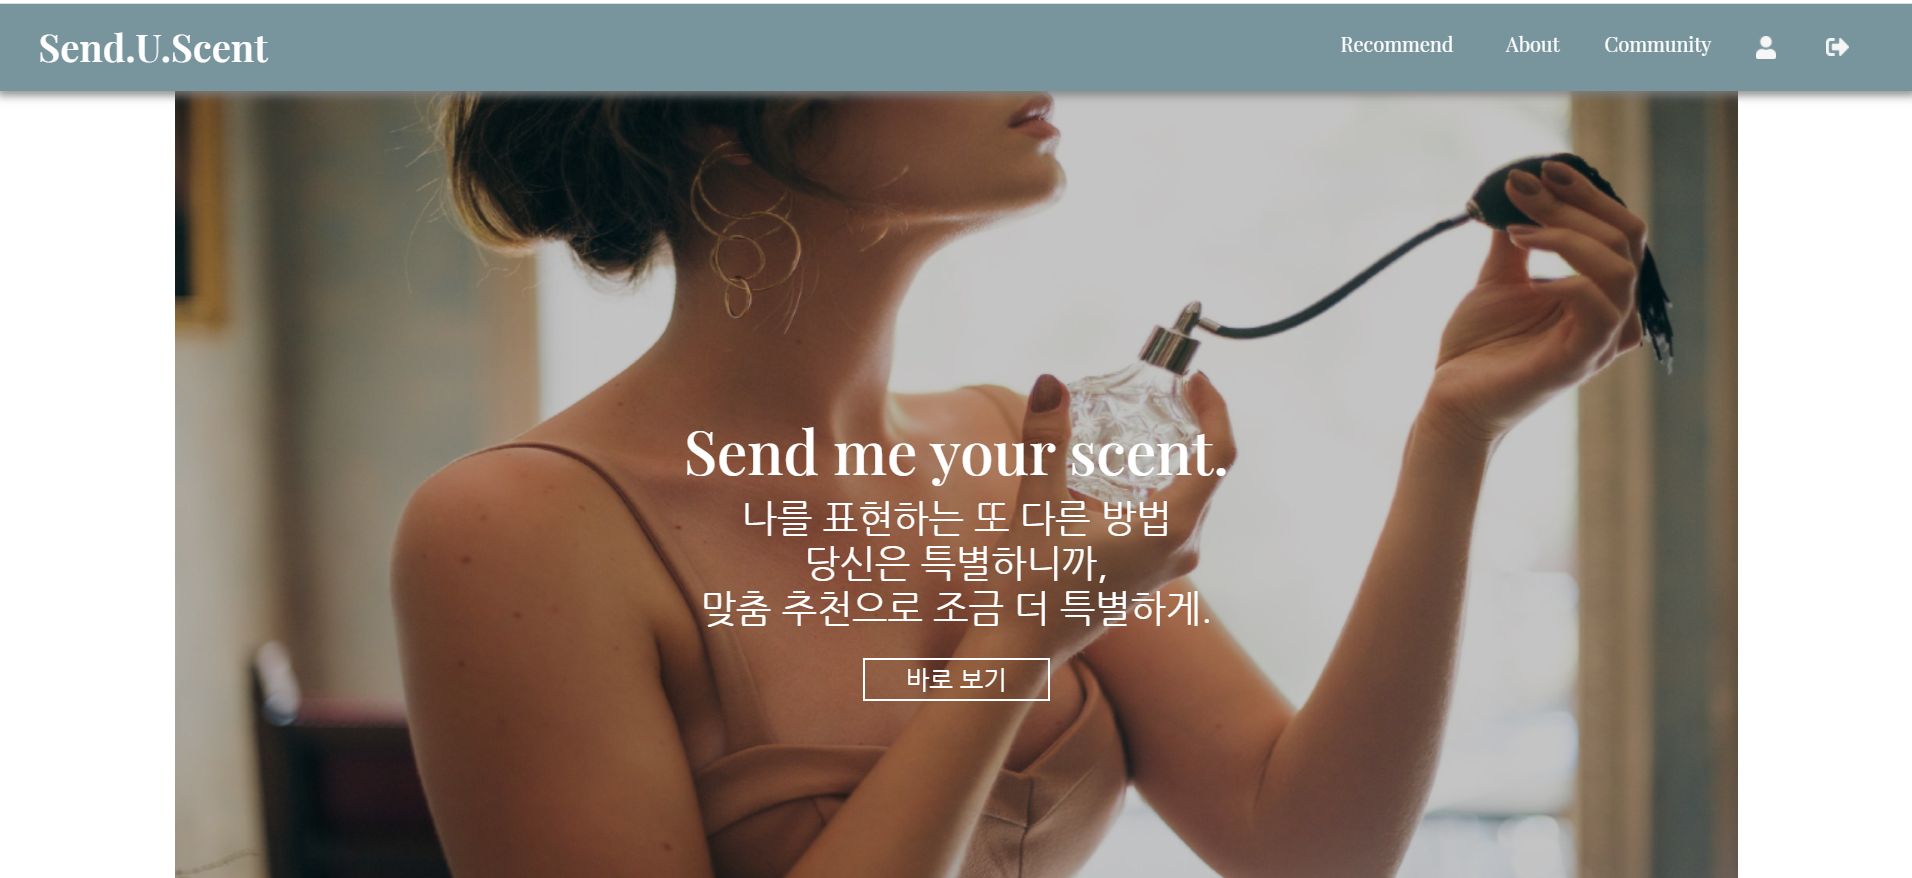 Send.U.Scent
Recommend About Community
Send me your scent.
나를 표현하는 또 다른 방법
당신은 특별하니까,
맞춤 추천으로 조금 더 특별하게.
바로 보기